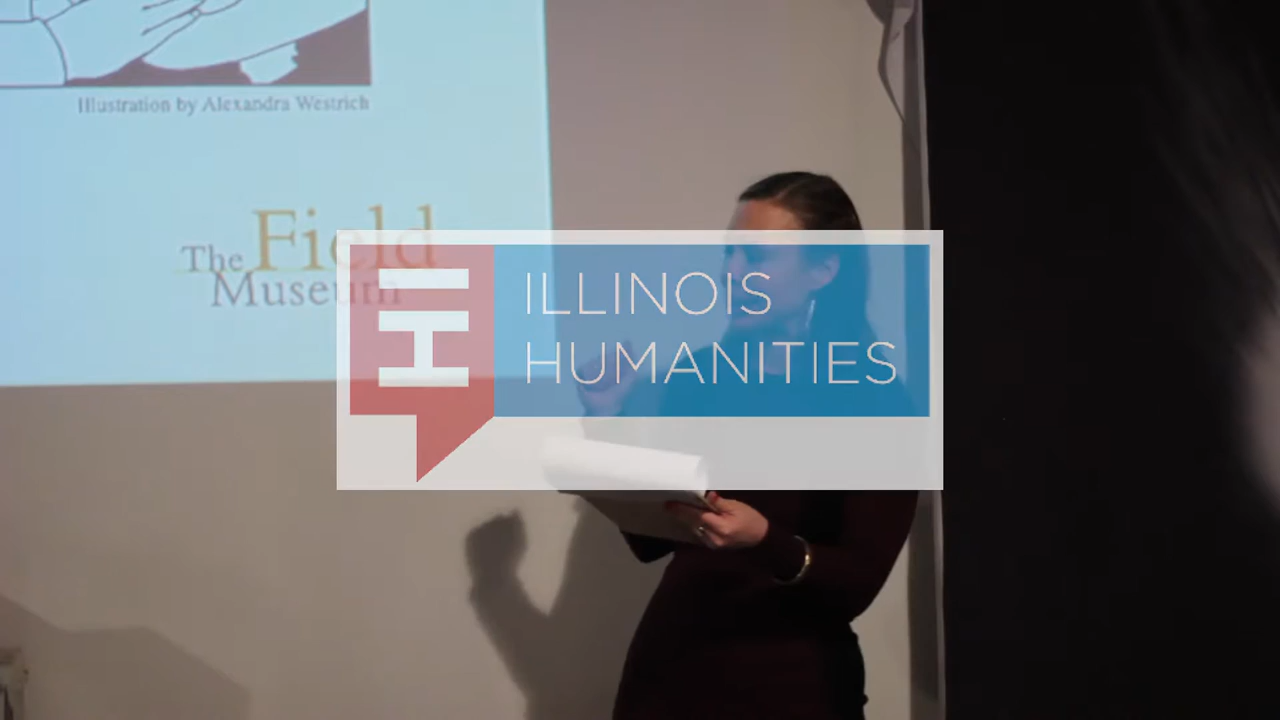 Illustration by Alexandra Westrich
The Field
Museum
ILLINOIS
HUMANITIES